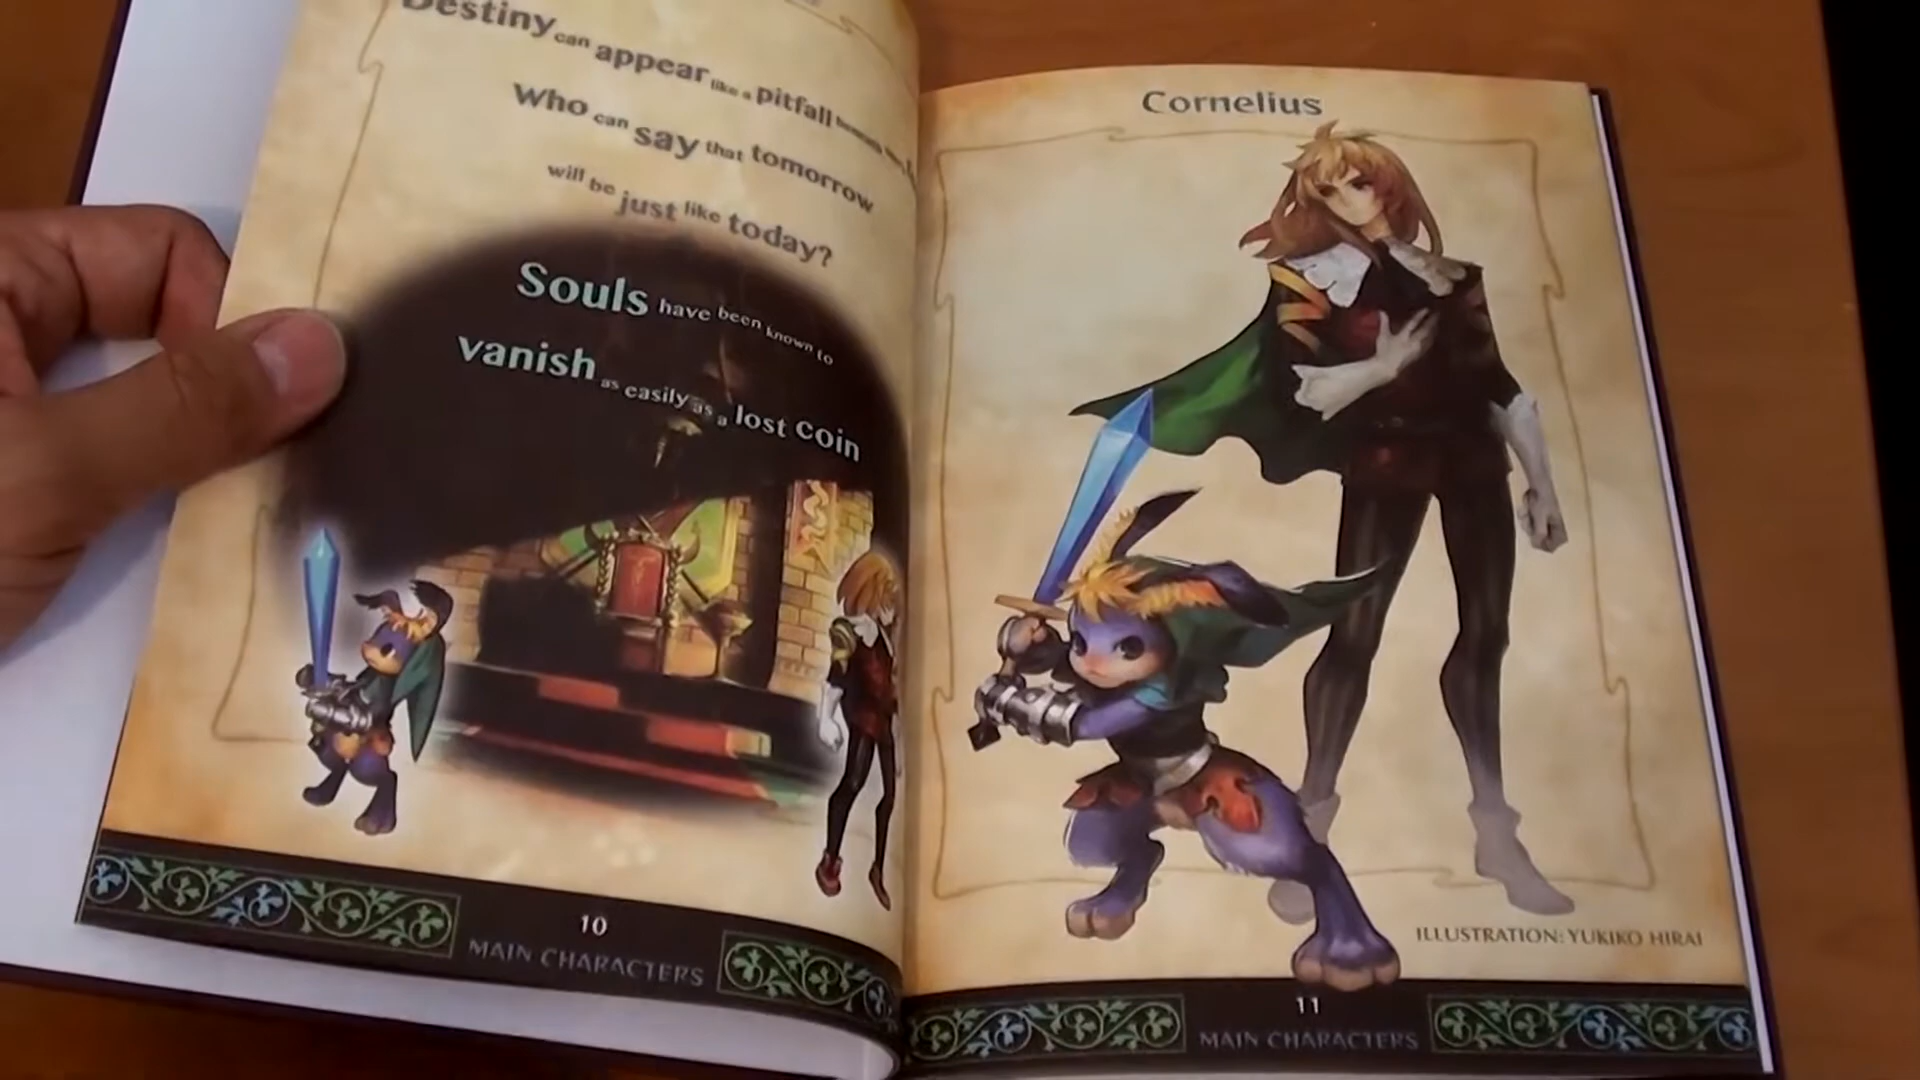 Destiny can appear like a pitfall
Who can say that tomorrow
will be just like today?
Souls have been known to
vanish as easily as a lost coin
10
MAIN CHARACTERS
Cornelius
ILLUSTRATION: YUKIKO HIRAI
11
MAIN CHARACTERS